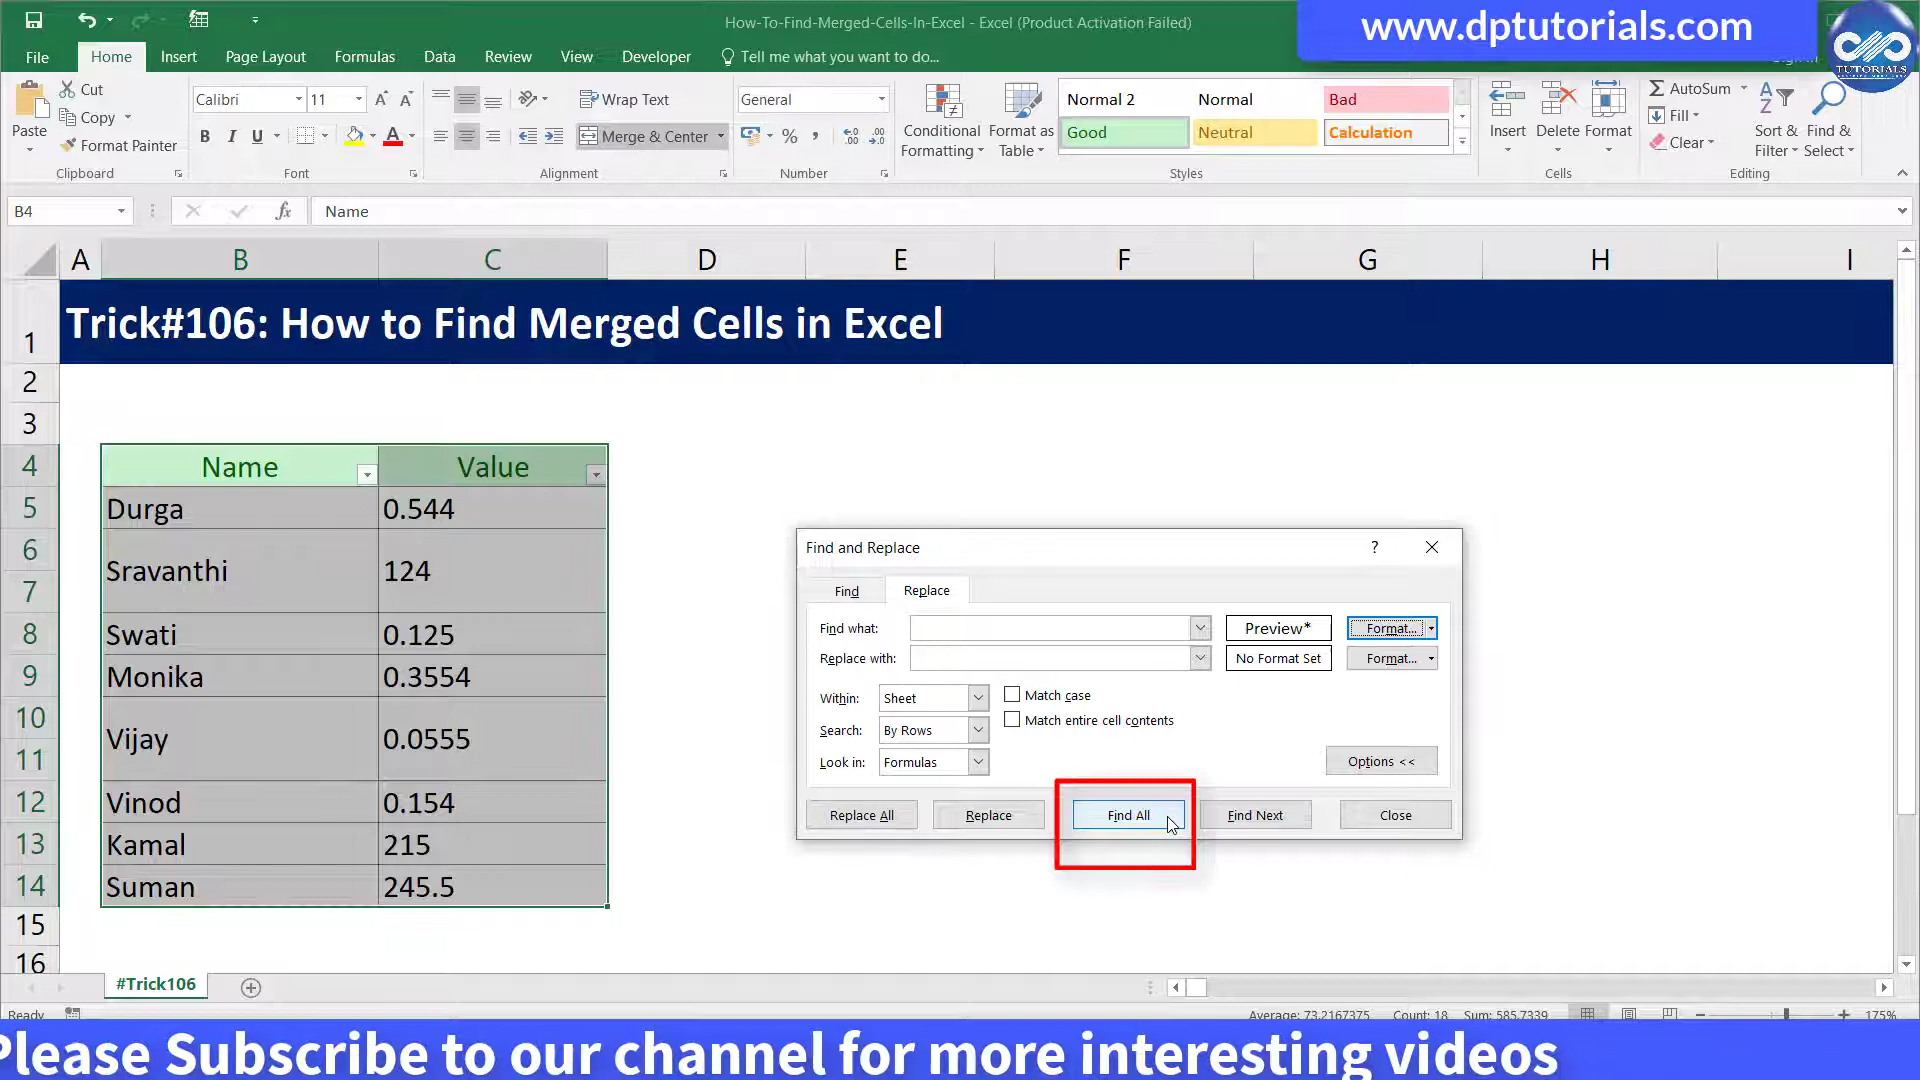 How-To-Find-Merged-Cells-In-Excel - Excel (Product Activation Failed)
www.dptutorials.com
TUTORIALS
File Home Insert Page Layout Formulas Data Review View Developer Tell me what you want to do...
Paste
Cut
Copy
Format Painter
Clipboard
Calibri 11
B I U
Font
Wrap Text
Merge & Center
Alignment
General
%
Number
Conditional Formatting
Format as Table
Normal 2 Normal Bad
Good Neutral Calculation
Styles
Insert Delete Format
Cells
AutoSum
Fill
Clear
Sort & Filter
Find & Select
Editing
B4 fx Name
A B C D E F G H I
1 Trick#106: How to Find Merged Cells in Excel
2
3
4 Name Value
5 Durga 0.544
6 Sravanthi 124
7
8 Swati 0.125
9 Monika 0.3554
10 Vijay 0.0555
11
12 Vinod 0.154
13 Kamal 215
14 Suman 245.5
15
16
Find and Replace ?
Find Replace
Find what: Preview* Format...
Replace with: No Format Set Format...
Within: Sheet Match case
Search: By Rows Match entire cell contents
Look in: Formulas Options <<
Replace All Replace Find All Find Next Close
#Trick106
Ready Average: 73.2167375 Count: 18 Sum: 585.7339 175%
Please Subscribe to our channel for more interesting videos